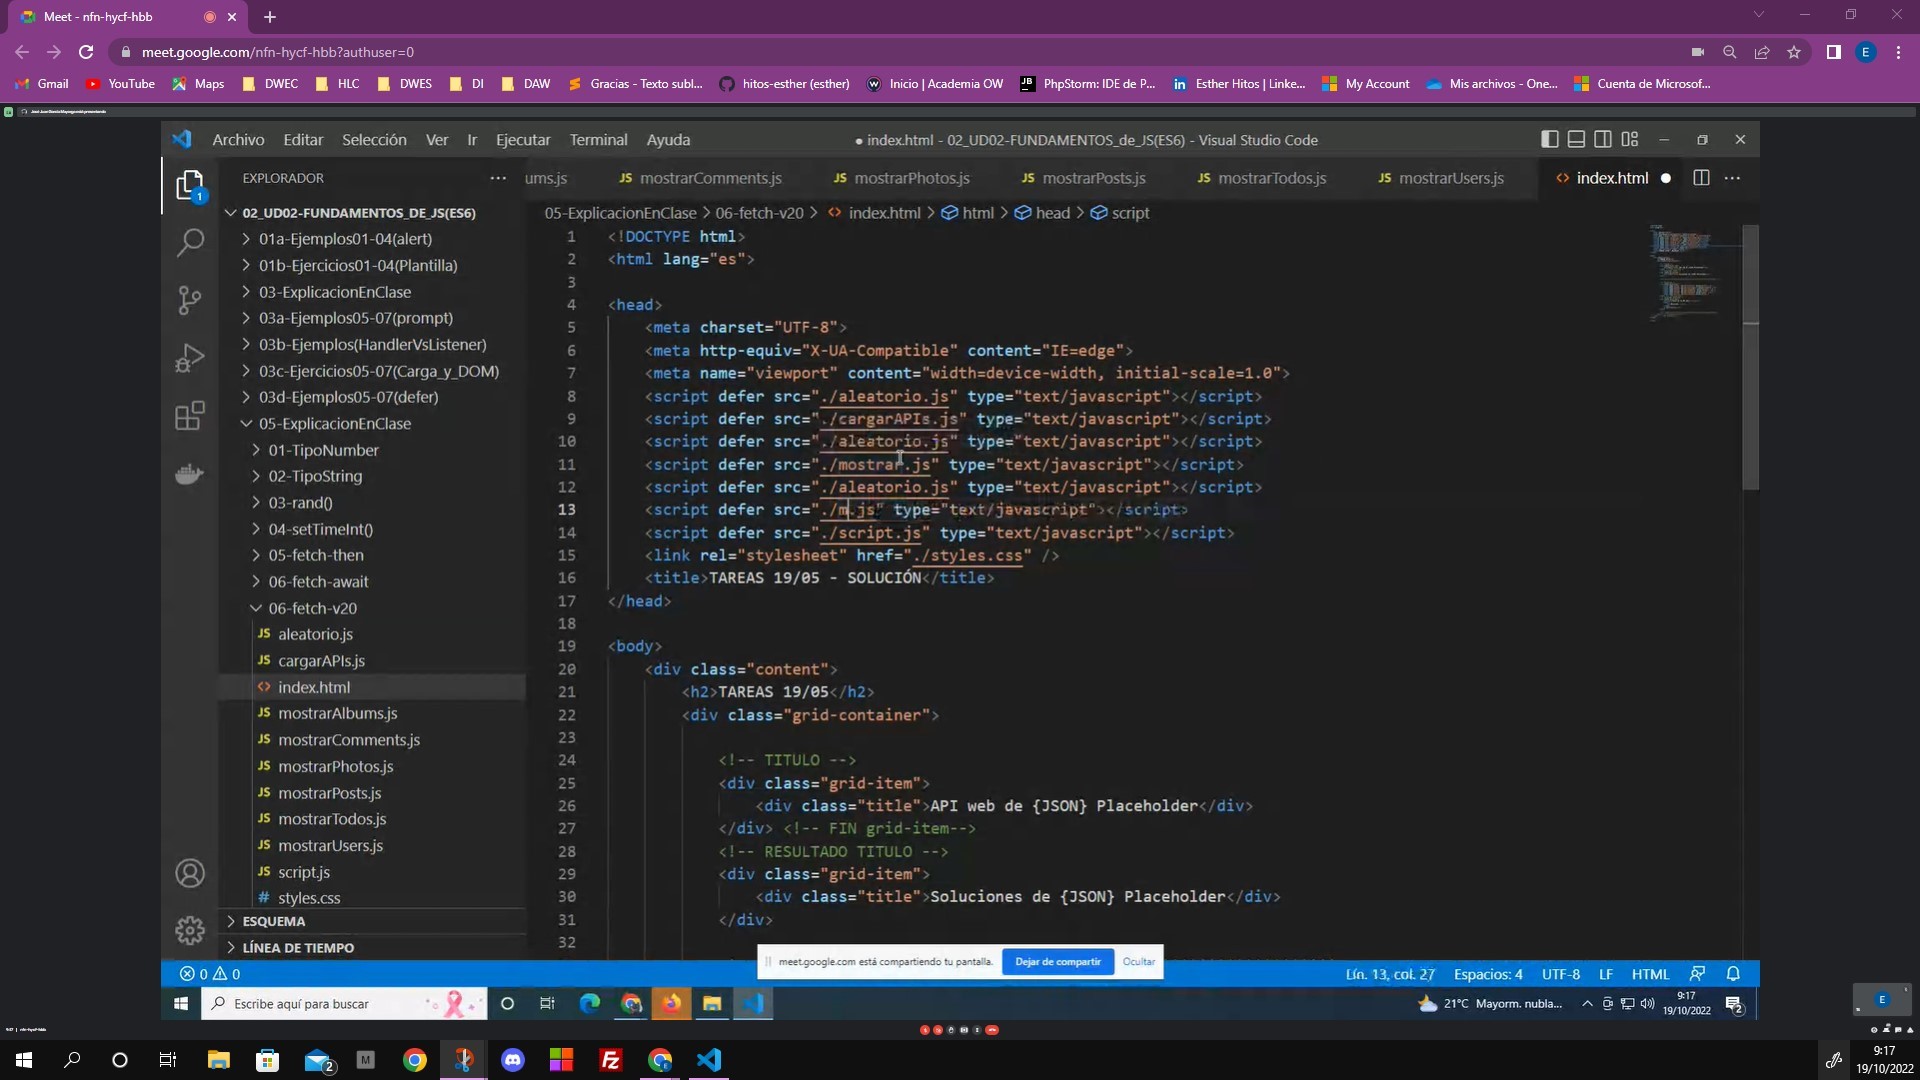 Meet - nfn-hycf-hbb
meet.google.com/nfn-hycf-hbb?authuser=0
E
Gmail YouTube Maps DWEC HLC DWES DI DAW Gracias - Texto subl... hitos-esther (esther) Inicio | Academia OW PhpStorm: IDE de P... Esther Hitos | Linke... My Account Mis archivos - One... Cuenta de Microsof...
Archivo Editar Selección Ver Ir Ejecutar Terminal Ayuda
● index.html - 02_UD02-FUNDAMENTOS_de_JS(ES6) - Visual Studio Code
EXPLORADOR
1
02_UD02-FUNDAMENTOS_DE_JS(ES6)
01a-Ejemplos01-04(alert)
01b-Ejercicios01-04(Plantilla)
03-ExplicacionEnClase
03a-Ejemplos05-07(prompt)
03b-Ejemplos(HandlerVsListener)
03c-Ejercicios05-07(Carga_y_DOM)
03d-Ejemplos05-07(defer)
05-ExplicacionEnClase
01-TipoNumber
02-TipoString
03-rand()
04-setTimeInt()
05-fetch-then
06-fetch-await
06-fetch-v20
JS aleatorio.js
JS cargarAPIs.js
<> index.html
JS mostrarAlbums.js
JS mostrarComments.js
JS mostrarPhotos.js
JS mostrarPosts.js
JS mostrarTodos.js
JS mostrarUsers.js
JS script.js
# styles.css
ESQUEMA
LÍNEA DE TIEMPO
ums.js JS mostrarComments.js JS mostrarPhotos.js JS mostrarPosts.js JS mostrarTodos.js JS mostrarUsers.js <> index.html
05-ExplicacionEnClase > 06-fetch-v20 > <> index.html > html > head > script
1 <!DOCTYPE html>
2 <html lang="es">
3
4 <head>
5 <meta charset="UTF-8">
6 <meta http-equiv="X-UA-Compatible" content="IE=edge">
7 <meta name="viewport" content="width=device-width, initial-scale=1.0">
8 <script defer src="./aleatorio.js" type="text/javascript"></script>
9 <script defer src="./cargarAPIs.js" type="text/javascript"></script>
10 <script defer src="./aleatorio.js" type="text/javascript"></script>
11 <script defer src="./mostrar.js" type="text/javascript"></script>
12 <script defer src="./aleatorio.js" type="text/javascript"></script>
13 <script defer src="./m.js" type="text/javascript"></script>
14 <script defer src="./script.js" type="text/javascript"></script>
15 <link rel="stylesheet" href="./styles.css" />
16 <title>TAREAS 19/05 - SOLUCIÓN</title>
17 </head>
18
19 <body>
20 <div class="content">
21 <h2>TAREAS 19/05</h2>
22 <div class="grid-container">
23
24 <!-- TITULO -->
25 <div class="grid-item">
26 <div class="title">API web de {JSON} Placeholder</div>
27 </div> <!-- FIN grid-item-->
28 <!-- RESULTADO TITULO -->
29 <div class="grid-item">
30 <div class="title">Soluciones de {JSON} Placeholder</div>
31 </div>
32
meet.google.com está compartiendo tu pantalla. Dejar de compartir Ocultar
0 0
Lín. 13, col. 27 Espacios: 4 UTF-8 LF HTML
Escribe aquí para buscar
21°C Mayorm. nubla...
9:17
19/10/2022
2
E
2
M
Fz
9:17
19/10/2022